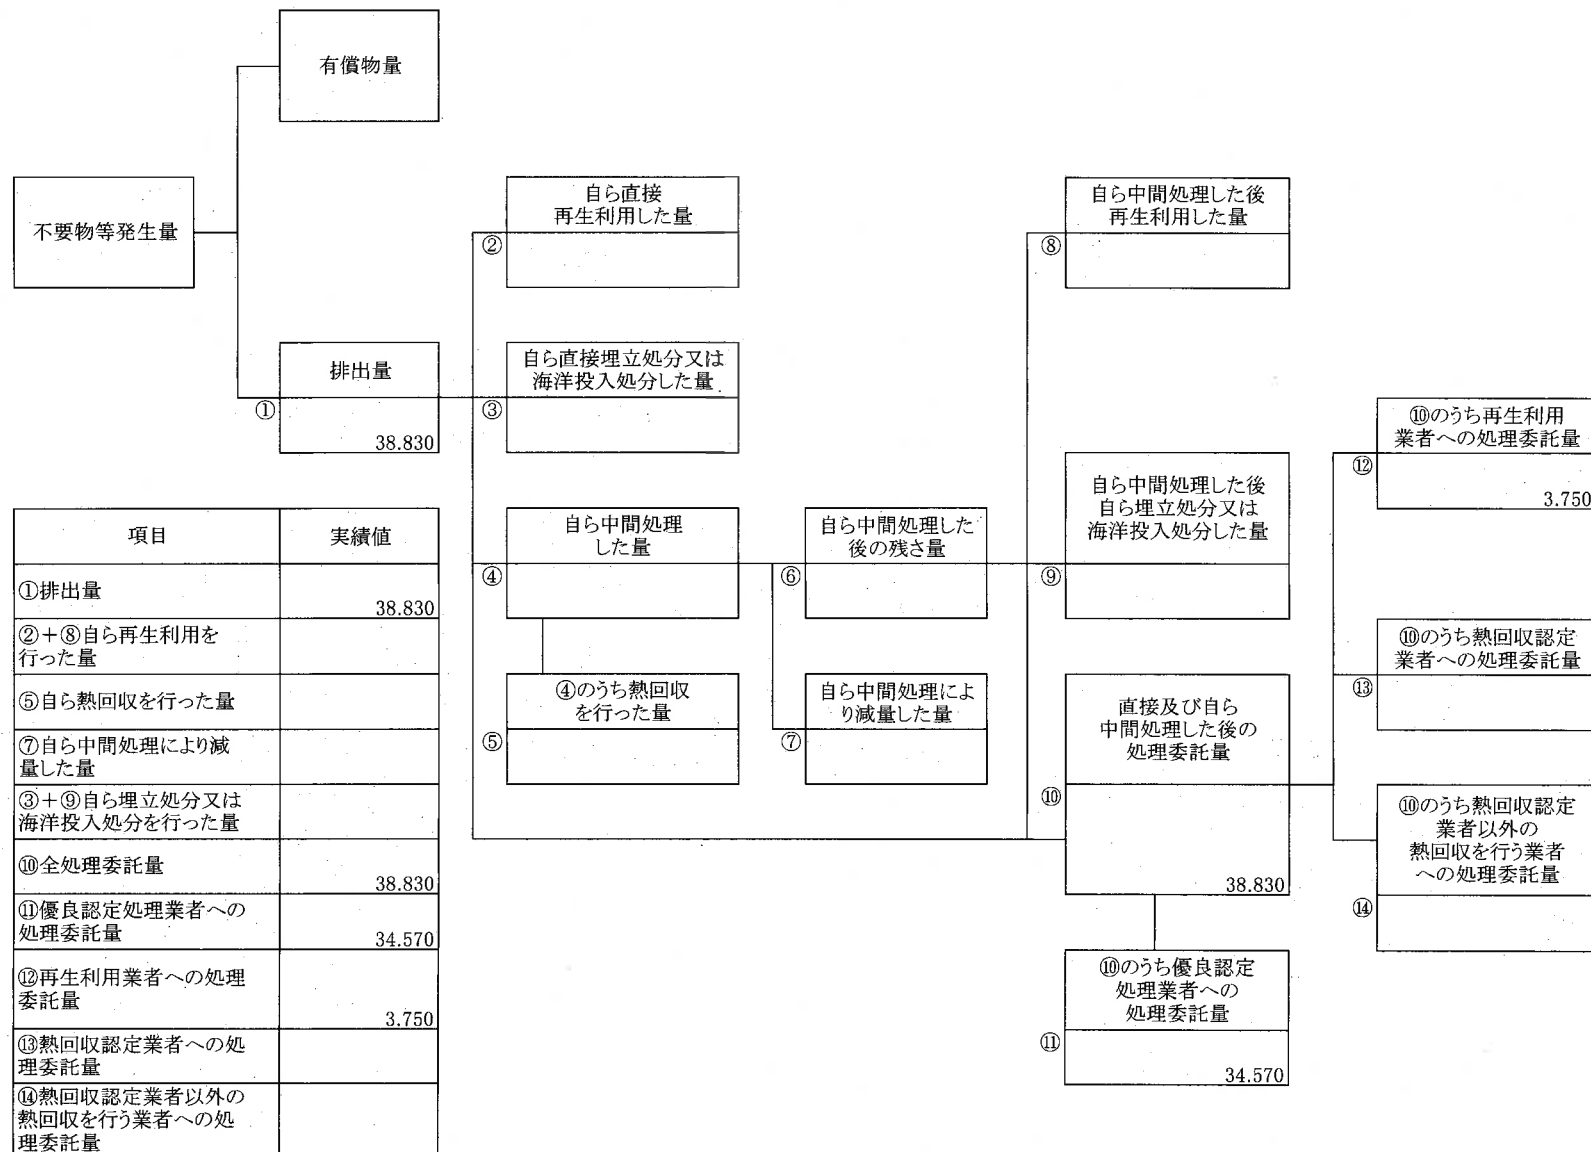 有償物量
不要物等発生量
排出量
①
38.830
自ら直接
再生利用した量
②
自ら直接埋立処分又は
海洋投入処分した量
③
自ら中間処理
した量
④
④のうち熱回収
を行った量
⑤
自ら中間処理した
後の残さ量
⑥
自ら中間処理によ
り減量した量
⑦
自ら中間処理した後
再生利用した量
⑧
自ら中間処理した後
自ら埋立処分又は
海洋投入処分した量
⑨
直接及び自ら
中間処理した後の
処理委託量
⑩
38.830
⑩のうち優良認定
処理業者への
処理委託量
⑪
34.570
⑩のうち再生利用
業者への処理委託量
⑫
3.750
⑩のうち熱回収認定
業者への処理委託量
⑬
⑩のうち熱回収認定
業者以外の
熱回収を行う業者
への処理委託量
⑭
項目 実績値
①排出量
38.830
②+⑧自ら再生利用を
行った量
⑤自ら熱回収を行った量
⑦自ら中間処理により減
量した量
③+⑨自ら埋立処分又は
海洋投入処分を行った量
⑩全処理委託量
38.830
⑪優良認定処理業者への
処理委託量
34.570
⑫再生利用業者への処理
委託量
3.750
⑬熱回収認定業者への処
理委託量
⑭熱回収認定業者以外の
熱回収を行う業者への処
理委託量